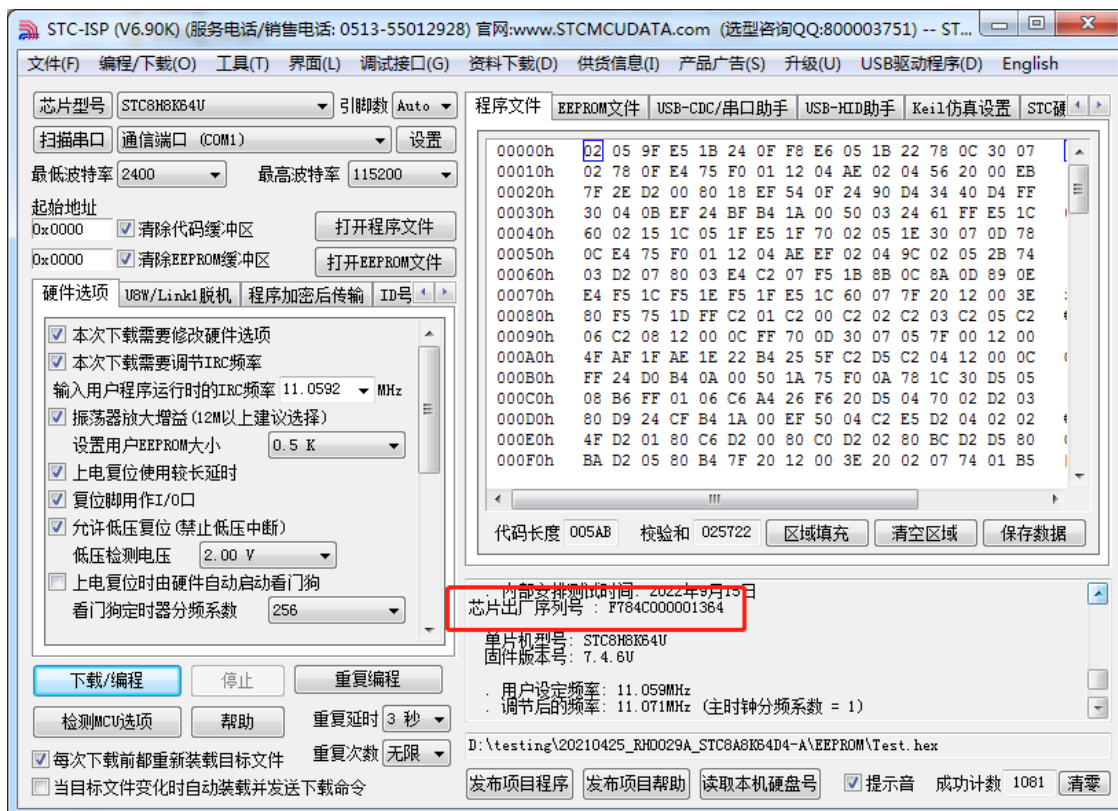 STC-ISP (V6.90K) (服务电话/销售电话: 0513-55012928) 官网:www.STCMCUDATA.com (选型咨询QQ:800003751) -- ST...
文件(F) 编程/下载(O) 工具(T) 界面(L) 调试接口(G) 资料下载(D) 供货信息(I) 产品广告(S) 升级(U) USB驱动程序(D) English
芯片型号 STC8H8K64U 引脚数 Auto
扫描串口 通信端口 (COM1) 设置
最低波特率 2400 最高波特率 115200
起始地址
0x0000 清除代码缓冲区 打开程序文件
0x0000 清除EEPROM缓冲区 打开EEPROM文件
硬件选项 U8W/Link1脱机 程序加密后传输 ID号
本次下载需要修改硬件选项
本次下载需要调节IRC频率
输入用户程序运行时的IRC频率 11.0592 MHz
振荡器放大增益(12M以上建议选择)
设置用户EEPROM大小 0.5 K
上电复位使用较长延时
复位脚用作I/O口
允许低压复位(禁止低压中断)
低压检测电压 2.00 V
上电复位时由硬件自动启动看门狗
看门狗定时器分频系数 256
下载/编程 停止 重复编程
检测MCU选项 帮助 重复延时 3 秒
每次下载前都重新装载目标文件 重复次数 无限
当目标文件变化时自动装载并发送下载命令
程序文件 EEPROM文件 USB-CDC/串口助手 USB-HID助手 Keil仿真设置 STC硬
00000h 02 05 9F E5 1B 24 0F F8 E6 05 1B 22 78 0C 30 07
00010h 02 78 0F E4 75 F0 01 12 04 AE 02 04 56 20 00 EB
00020h 7F 2E D2 00 80 18 EF 54 0F 24 90 D4 34 40 D4 FF
00030h 30 04 0B EF 24 BF B4 1A 00 50 03 24 61 FF E5 1C
00040h 60 02 15 1C 05 1F E5 1F 70 02 05 1E 30 07 0D 78
00050h 0C E4 75 F0 01 12 04 AE EF 02 04 9C 02 05 2B 74
00060h 03 D2 07 80 03 E4 C2 07 F5 1B 8B 0C 8A 0D 89 0E
00070h E4 F5 1C F5 1E F5 1F E5 1C 60 07 7F 20 12 00 3E
00080h 80 F5 75 1D FF C2 01 C2 00 C2 02 C2 03 C2 05 C2
00090h 06 C2 08 12 00 0C FF 70 0D 30 07 05 7F 00 12 00
000A0h 4F AF 1F AE 1E 22 B4 25 5F C2 D5 C2 04 12 00 0C
000B0h FF 24 D0 B4 0A 00 50 1A 75 F0 0A 78 1C 30 D5 05
000C0h 08 B6 FF 01 06 C6 A4 26 F6 20 D5 04 70 02 D2 03
000D0h 80 D9 24 CF B4 1A 00 EF 50 04 C2 E5 D2 04 02 02
000E0h 4F D2 01 80 C6 D2 00 80 C0 D2 02 80 BC D2 D5 80
000F0h BA D2 05 80 B4 7F 20 12 00 3E 20 02 07 74 01 B5
代码长度 005AB 校验和 025722 区域填充 清空区域 保存数据
. 内部安排测试时间: 2022年9月15日
芯片出厂序列号 : F784C000001364
单片机型号: STC8H8K64U
固件版本号: 7.4.6U
. 用户设定频率: 11.059MHz
. 调节后的频率: 11.071MHz (主时钟分频系数 = 1)
D:\testing\20210425_RH0029A_STC8A8K64D4-A\EEPROM\Test.hex
发布项目程序 发布项目帮助 读取本机硬盘号 提示音 成功计数 1081 清零